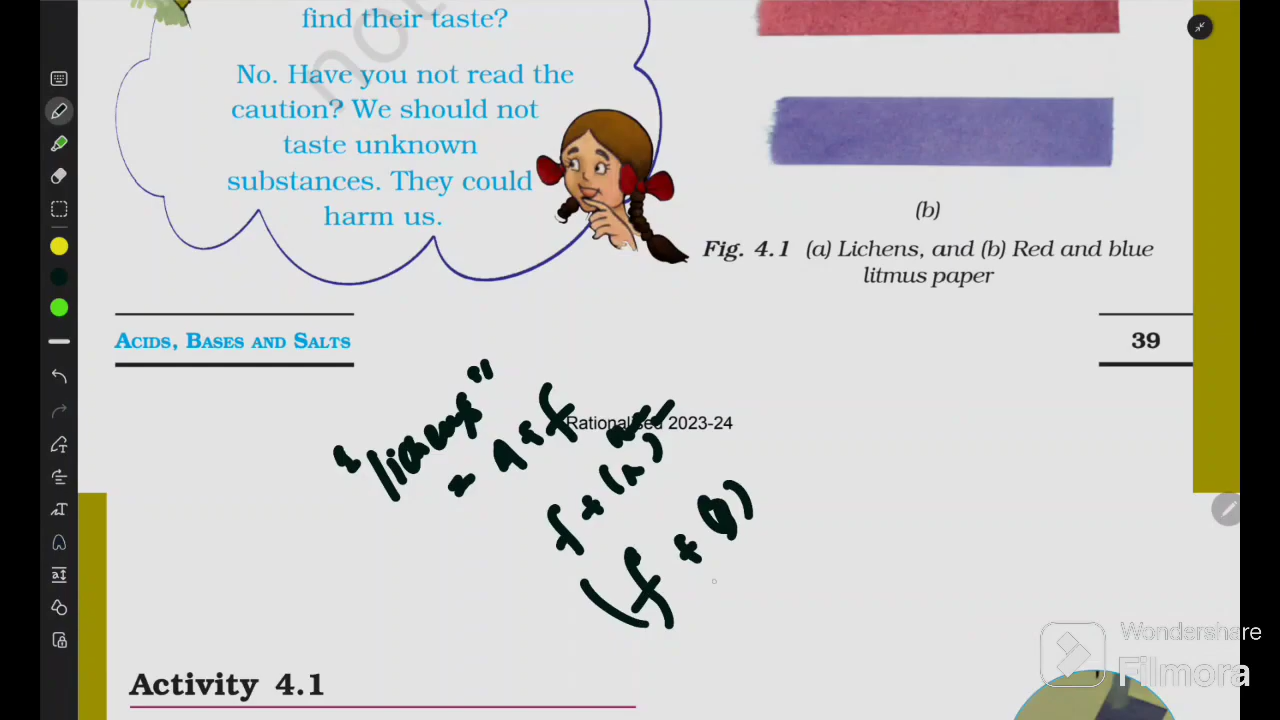 find their taste?
No. Have you not read the
caution? We should not
taste unknown
substances. They could
harm us.
not
(b)
Fig. 4.1 (a) Lichens, and (b) Red and blue
litmus paper
ACIDS, BASES AND SALTS
39
Rationalised 2023-24
= A + f
f + (A)
(f + A)
Activity 4.1
Wondershare
Filmora